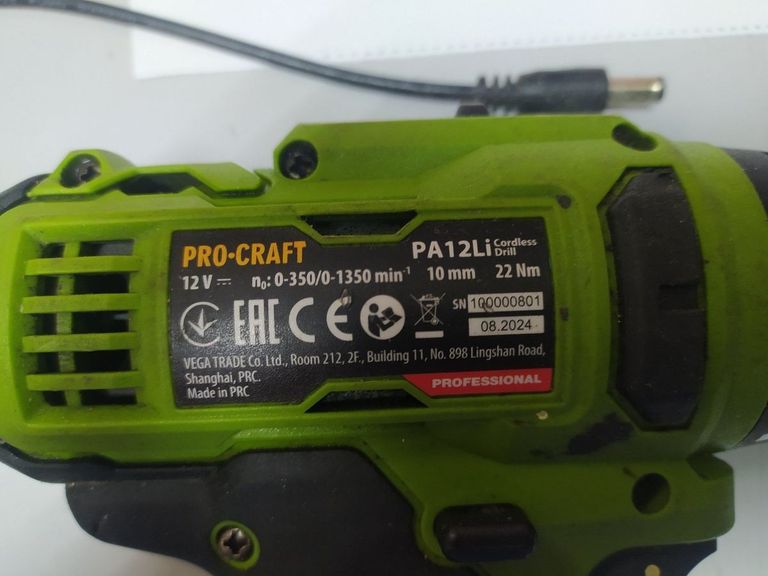 PRO-CRAFT PA12Li Cordless Drill
12 V n₀: 0-350/0-1350 min⁻¹ 10 mm 22 Nm
EAC CE SN 100000801
08.2024
VEGA TRADE Co. Ltd., Room 212, 2F., Building 11, No. 898 Lingshan Road,
Shanghai, PRC.
Made in PRC
PROFESSIONAL